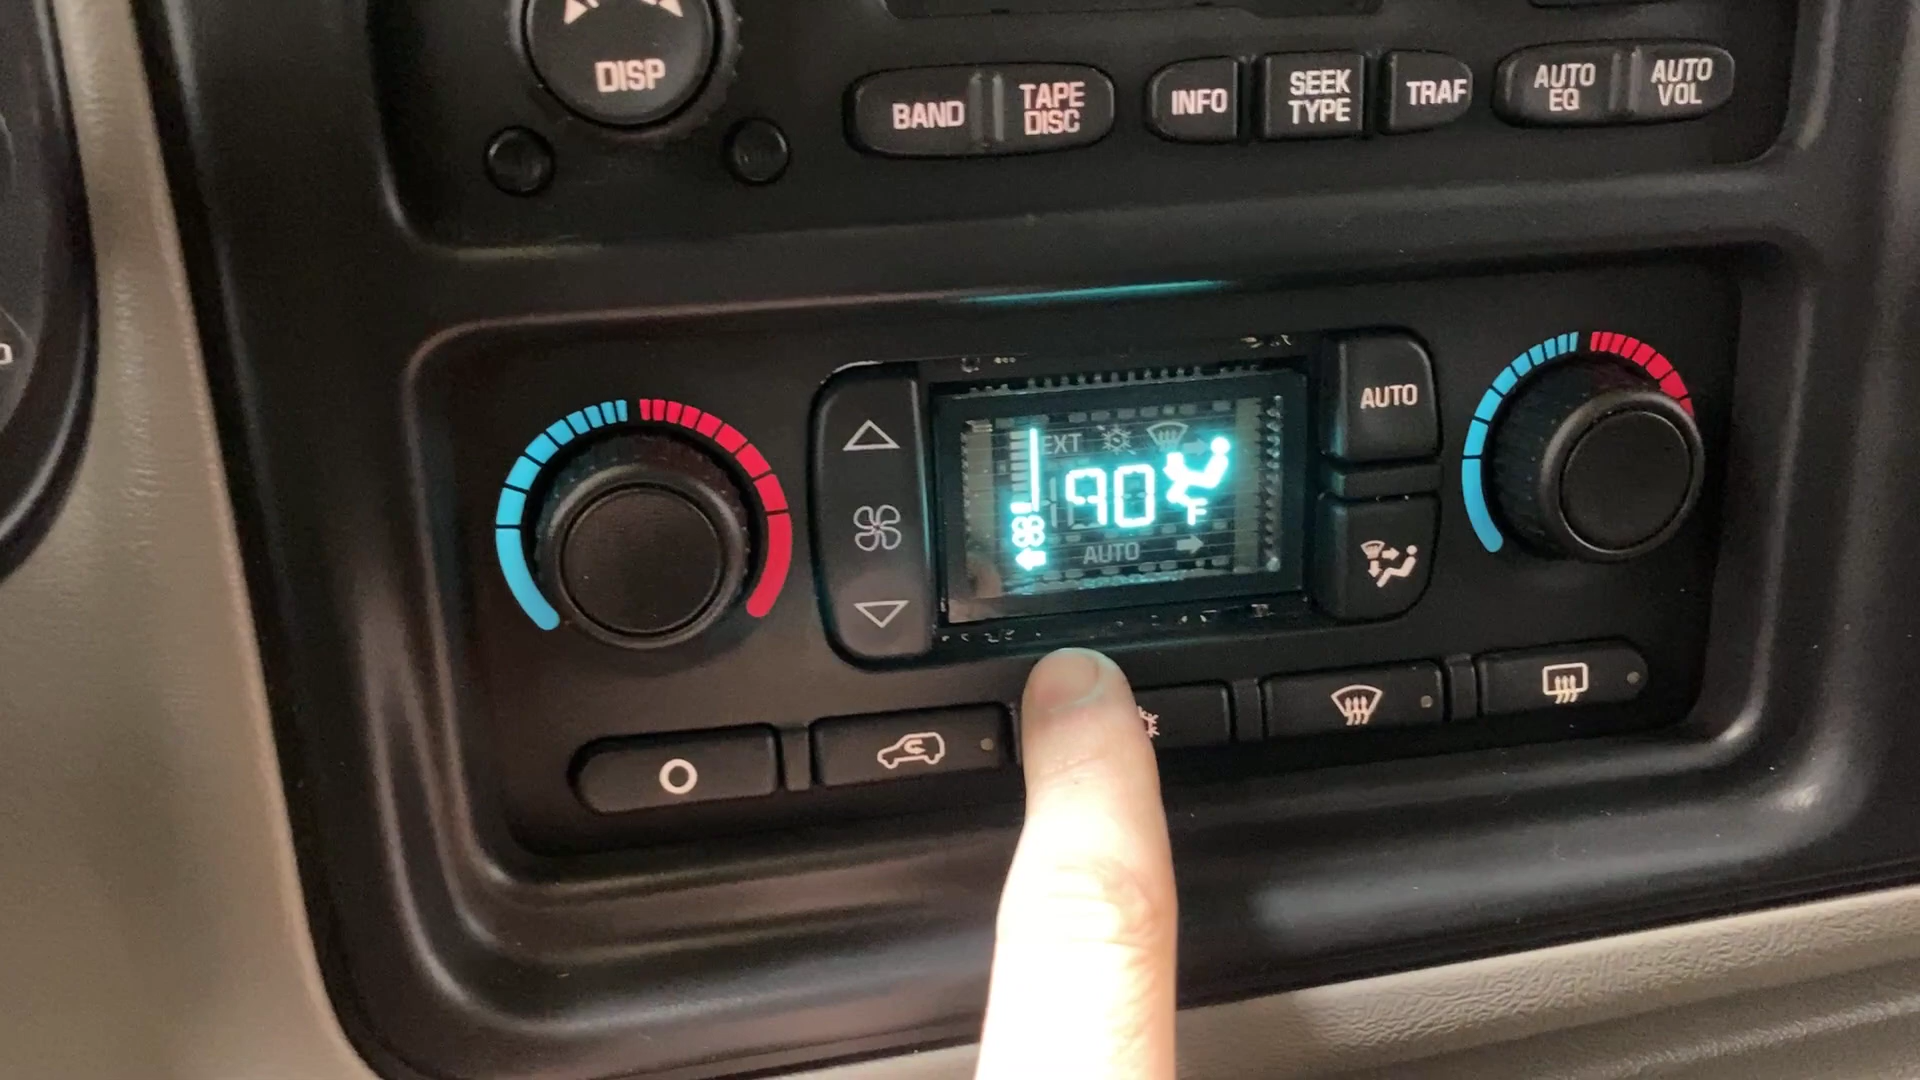 DISP
BAND
TAPE
DISC
INFO
SEEK
TYPE
TRAF
AUTO
EQ
AUTO
VOL
EXT
90
F
AUTO
AUTO